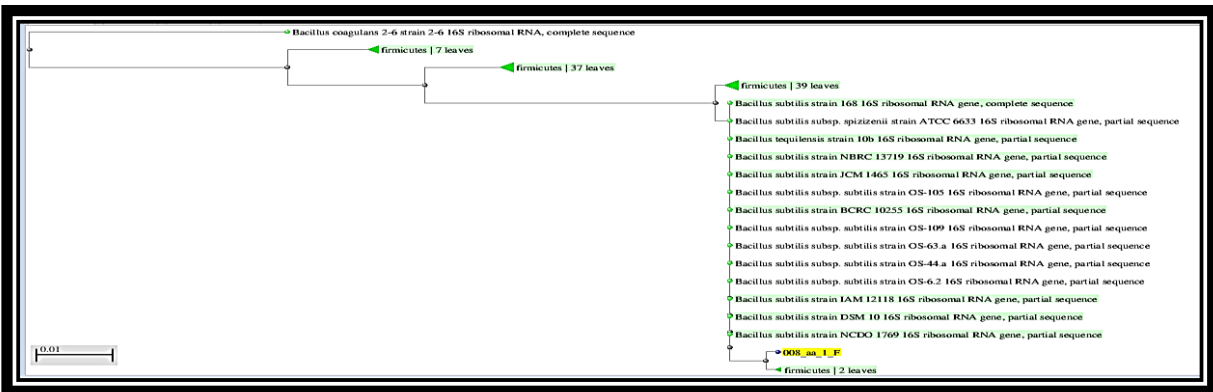 Bacillus coagulans 2-6 strain 2-6 16S ribosomal RNA, complete sequence
firmicutes | 7 leaves
firmicutes | 37 leaves
firmicutes | 39 leaves
Bacillus subtilis strain 168 16S ribosomal RNA gene, complete sequence
Bacillus subtilis subsp. spizizenii strain ATCC 6633 16S ribosomal RNA gene, partial sequence
Bacillus tequilensis strain 10b 16S ribosomal RNA gene, partial sequence
Bacillus subtilis strain NBRC 13719 16S ribosomal RNA gene, partial sequence
Bacillus subtilis strain JCM 1465 16S ribosomal RNA gene, partial sequence
Bacillus subtilis subsp. subtilis strain OS-105 16S ribosomal RNA gene, partial sequence
Bacillus subtilis strain BCRC 10255 16S ribosomal RNA gene, partial sequence
Bacillus subtilis subsp. subtilis strain OS-109 16S ribosomal RNA gene, partial sequence
Bacillus subtilis subsp. subtilis strain OS-63.a 16S ribosomal RNA gene, partial sequence
Bacillus subtilis subsp. subtilis strain OS-44.a 16S ribosomal RNA gene, partial sequence
Bacillus subtilis subsp. subtilis strain OS-6.2 16S ribosomal RNA gene, partial sequence
Bacillus subtilis strain IAM 12118 16S ribosomal RNA gene, partial sequence
Bacillus subtilis strain DSM 10 16S ribosomal RNA gene, partial sequence
Bacillus subtilis strain NCDO 1769 16S ribosomal RNA gene, partial sequence
0.01
008_aa_1_F
firmicutes | 2 leaves